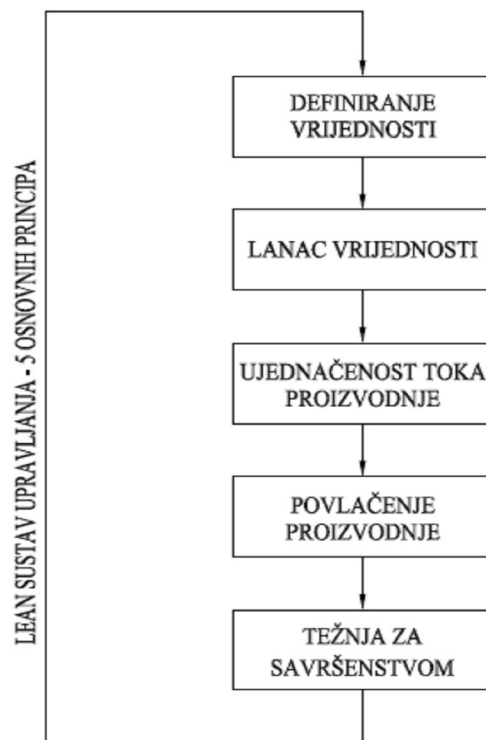 LEAN SUSTAV UPRAVLJANJA - 5 OSNOVNIH PRINCIPA
DEFINIRANJE
VRIJEDNOSTI
LANAC VRIJEDNOSTI
UJEDNAČENOST TOKA
PROIZVODNJE
POVLAČENJE
PROIZVODNJE
TEŽNJA ZA
SAVRŠENSTVOM